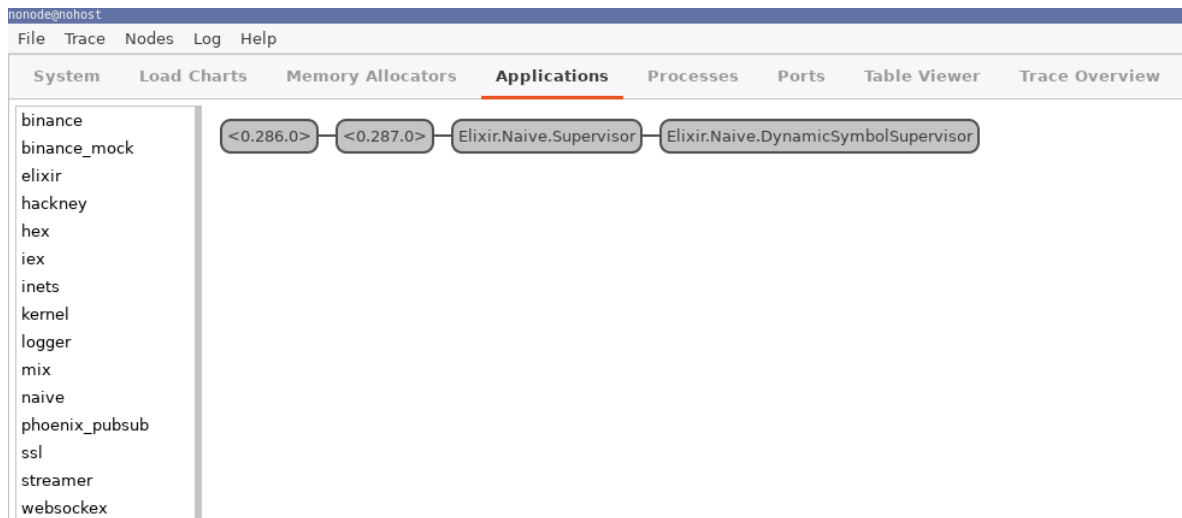 nonode@nohost
File Trace Nodes Log Help
System Load Charts Memory Allocators Applications Processes Ports Table Viewer Trace Overview
binance
<0.286.0> <0.287.0> Elixir.Naive.Supervisor Elixir.Naive.DynamicSymbolSupervisor
binance_mock
elixir
hackney
hex
iex
inets
kernel
logger
mix
naive
phoenix_pubsub
ssl
streamer
websockex